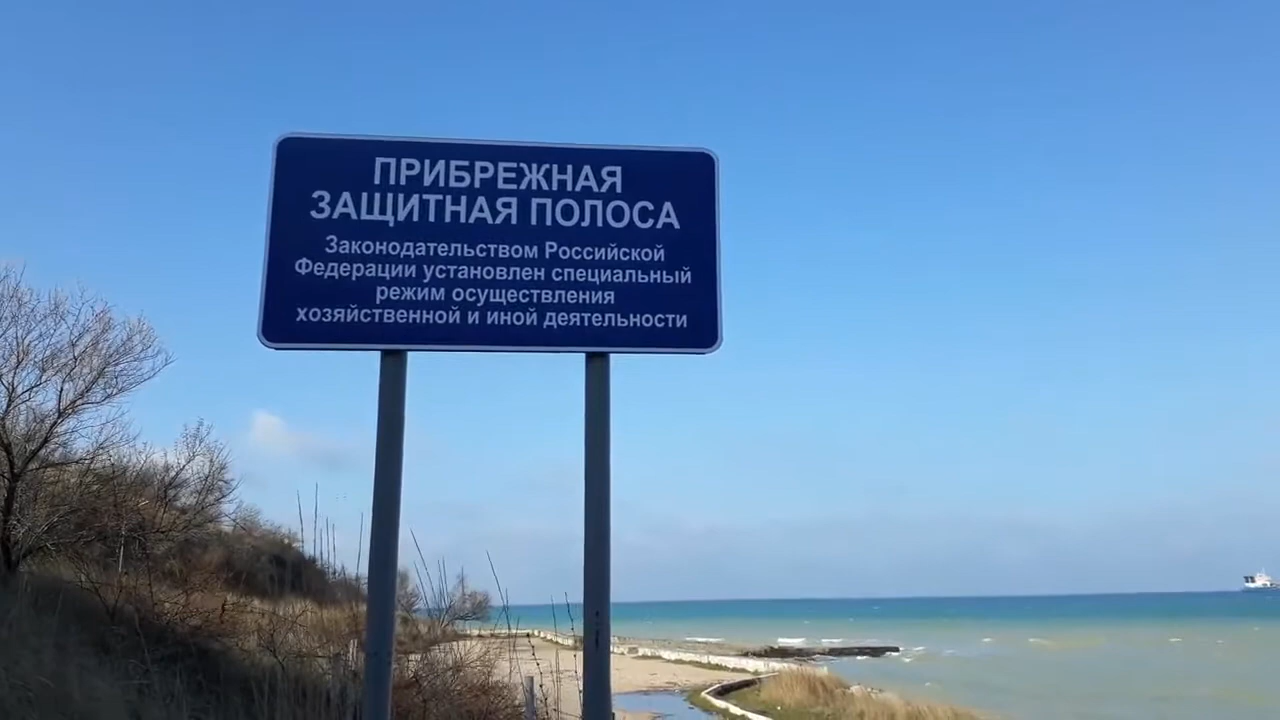 ПРИБРЕЖНАЯ
ЗАЩИТНАЯ ПОЛОСА
Законодательством Российской
Федерации установлен специальный
режим осуществления
хозяйственной и иной деятельности